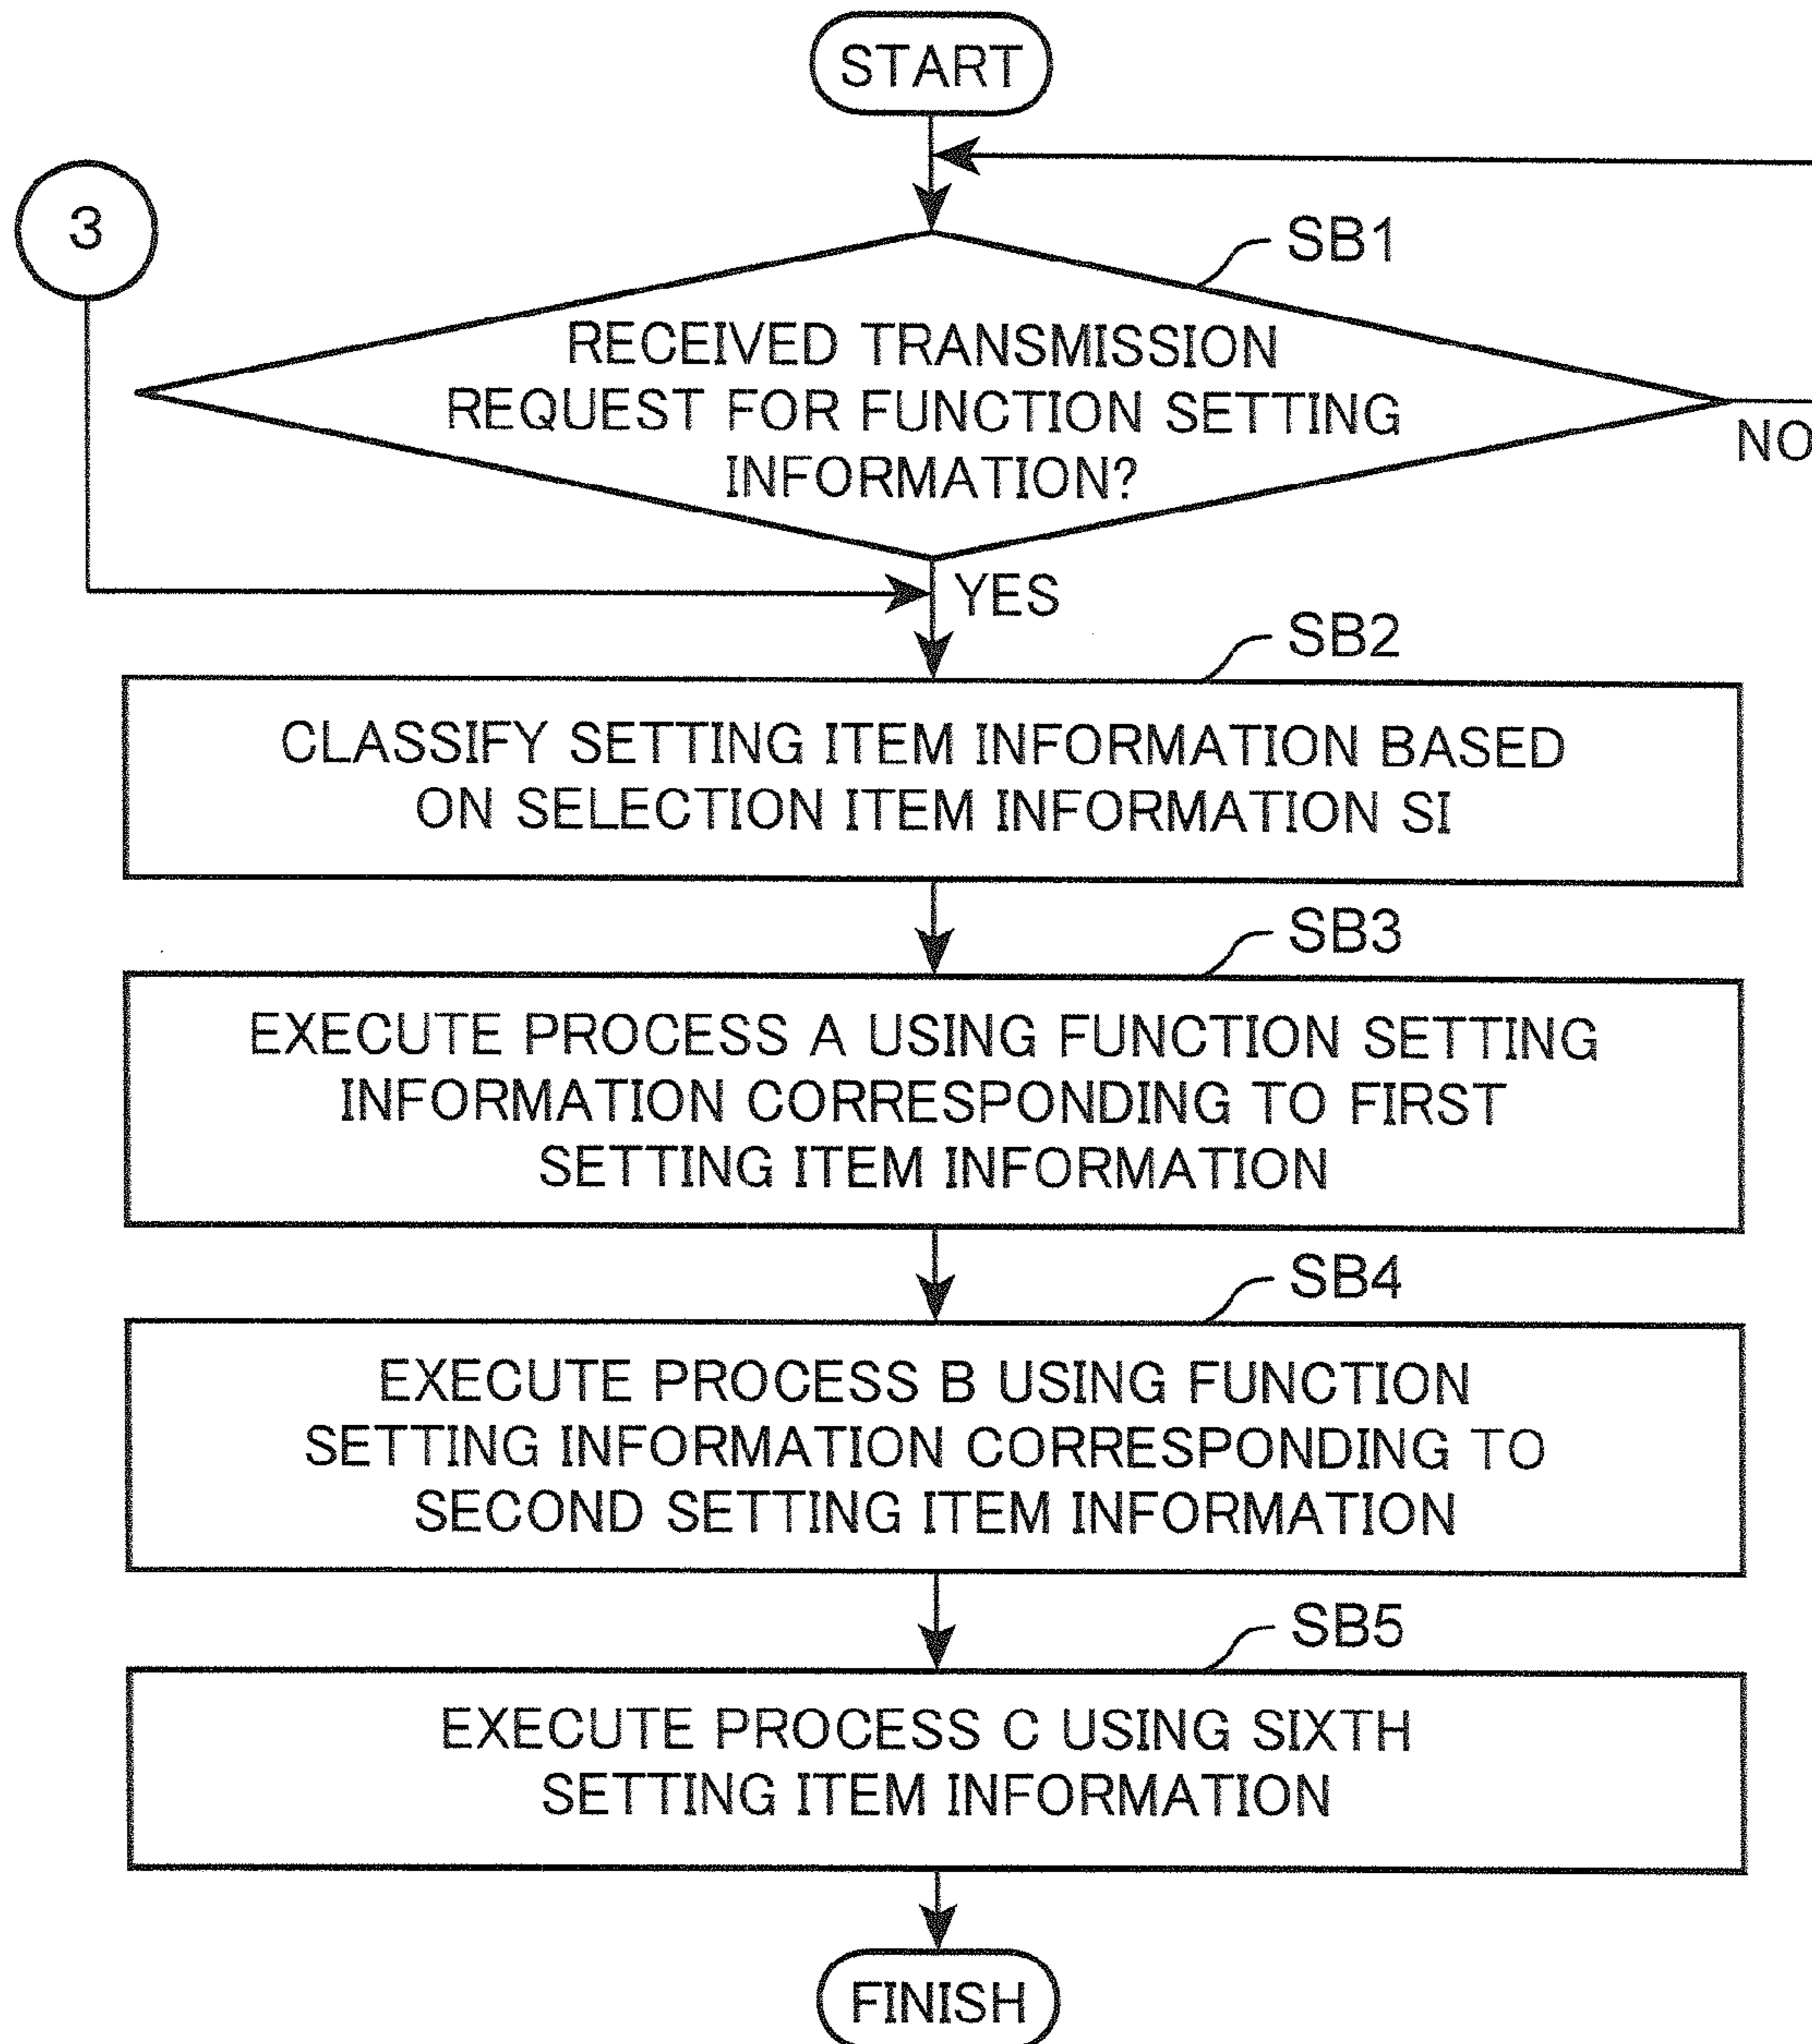 START
3
SB1
RECEIVED TRANSMISSION
REQUEST FOR FUNCTION SETTING
INFORMATION?
NO
YES
SB2
CLASSIFY SETTING ITEM INFORMATION BASED
ON SELECTION ITEM INFORMATION SI
SB3
EXECUTE PROCESS A USING FUNCTION SETTING
INFORMATION CORRESPONDING TO FIRST
SETTING ITEM INFORMATION
SB4
EXECUTE PROCESS B USING FUNCTION
SETTING INFORMATION CORRESPONDING TO
SECOND SETTING ITEM INFORMATION
SB5
EXECUTE PROCESS C USING SIXTH
SETTING ITEM INFORMATION
FINISH